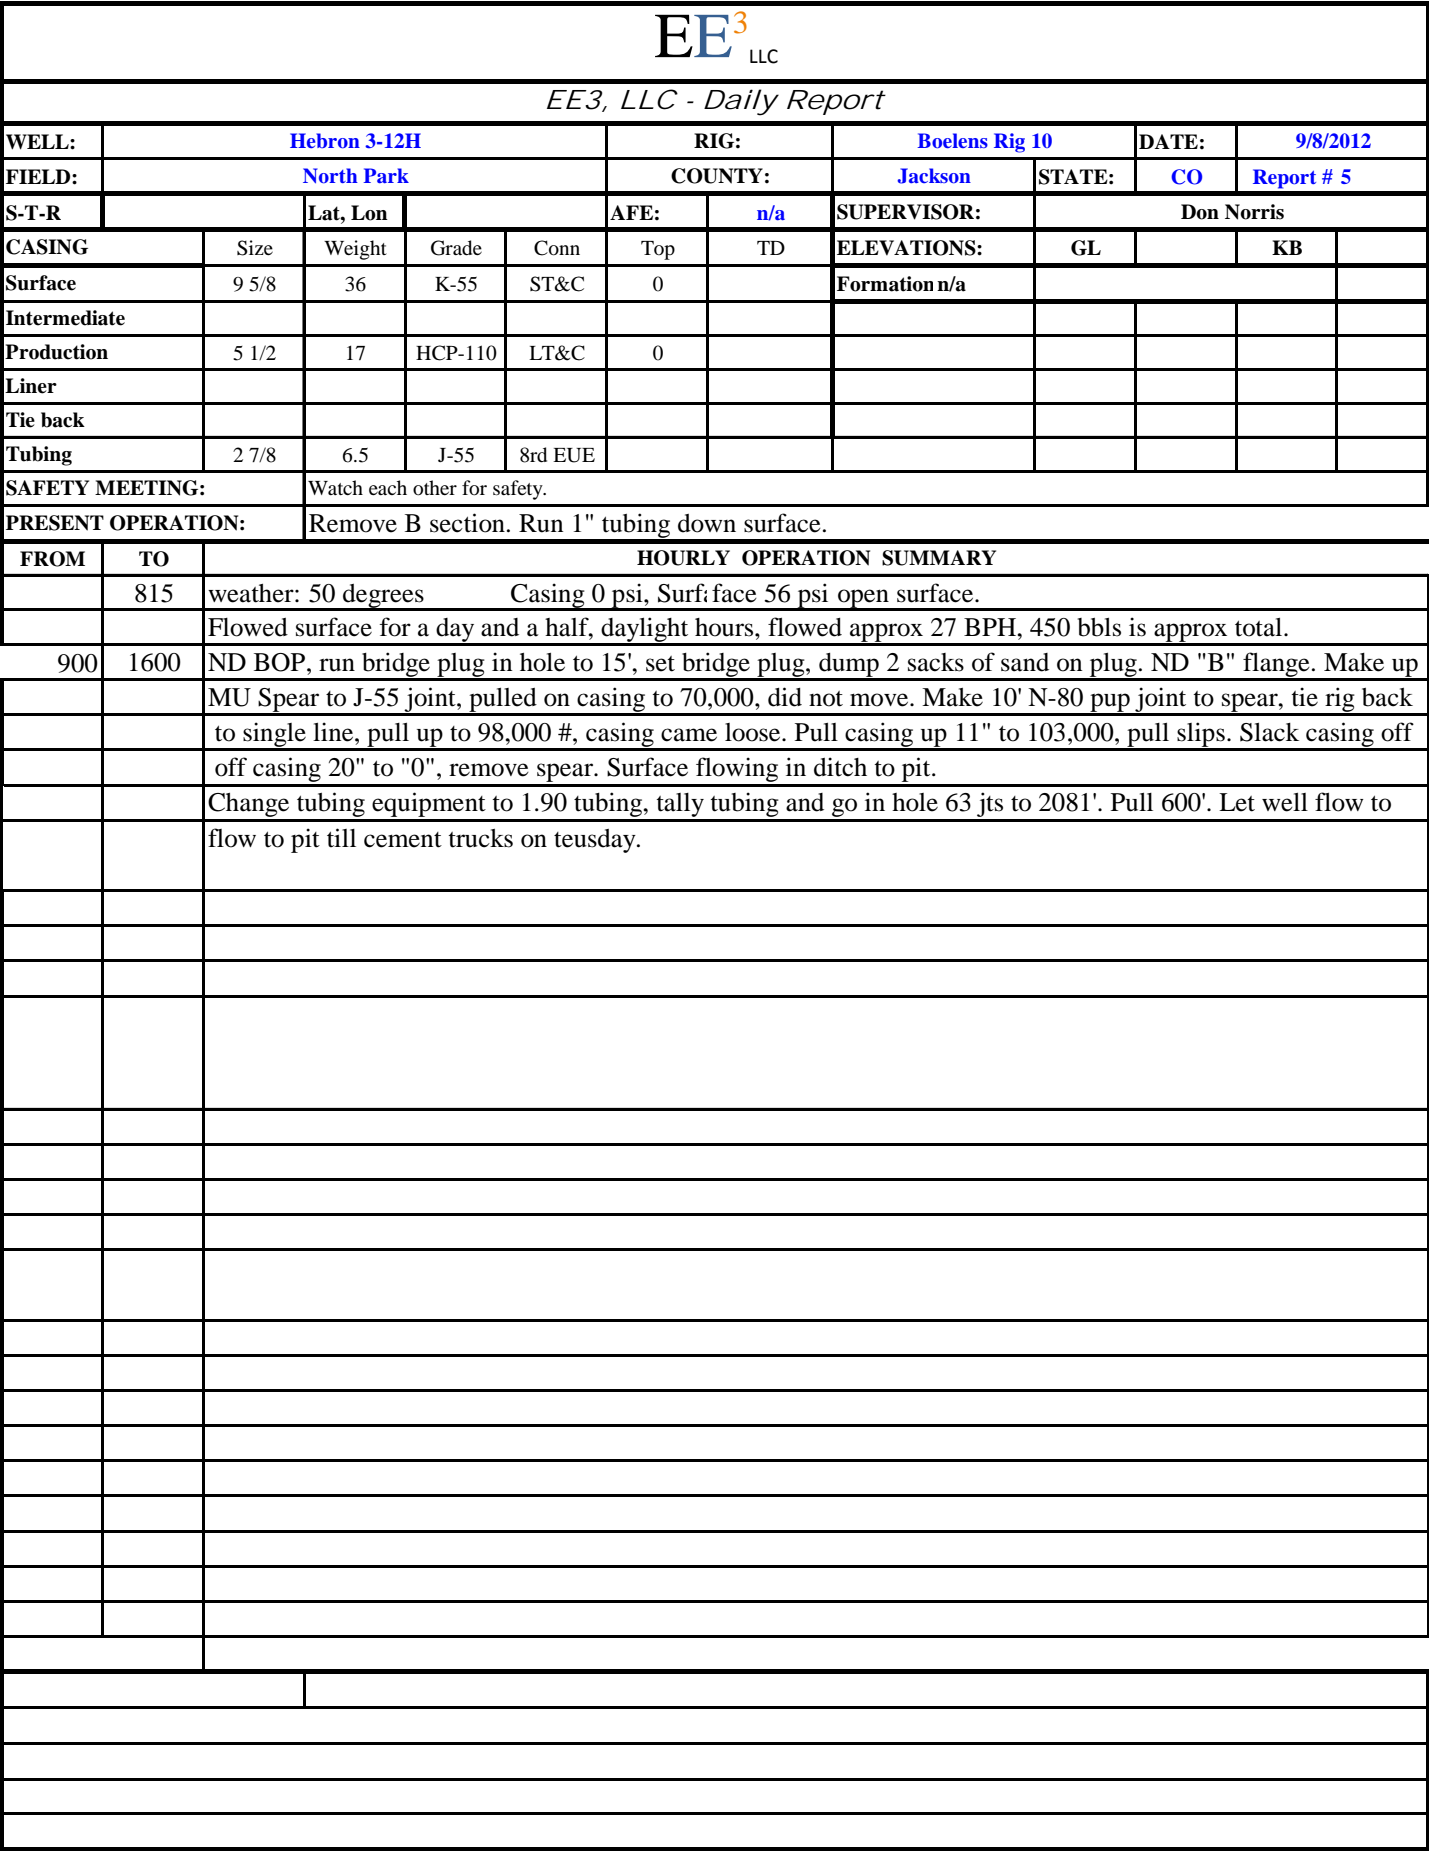 EE3 LLC
EE3, LLC - Daily Report
WELL: Hebron 3-12H RIG: Boelens Rig 10 DATE: 9/8/2012
FIELD: North Park COUNTY: Jackson STATE: CO Report # 5
S-T-R Lat, Lon AFE: n/a SUPERVISOR: Don Norris
CASING Size Weight Grade Conn Top TD ELEVATIONS: GL KB
Surface 9 5/8 36 K-55 ST&C 0 Formation n/a
Intermediate
Production 5 1/2 17 HCP-110 LT&C 0
Liner
Tie back
Tubing 2 7/8 6.5 J-55 8rd EUE
SAFETY MEETING: Watch each other for safety.
PRESENT OPERATION: Remove B section. Run 1" tubing down surface.
FROM TO HOURLY OPERATION SUMMARY
815 weather: 50 degrees Casing 0 psi, Surface 56 psi open surface.
Flowed surface for a day and a half, daylight hours, flowed approx 27 BPH, 450 bbls is approx total.
900 1600 ND BOP, run bridge plug in hole to 15', set bridge plug, dump 2 sacks of sand on plug. ND "B" flange. Make up
MU Spear to J-55 joint, pulled on casing to 70,000, did not move. Make 10' N-80 pup joint to spear, tie rig back
to single line, pull up to 98,000 #, casing came loose. Pull casing up 11" to 103,000, pull slips. Slack casing off
off casing 20" to "0", remove spear. Surface flowing in ditch to pit.
Change tubing equipment to 1.90 tubing, tally tubing and go in hole 63 jts to 2081'. Pull 600'. Let well flow to
flow to pit till cement trucks on teusday.